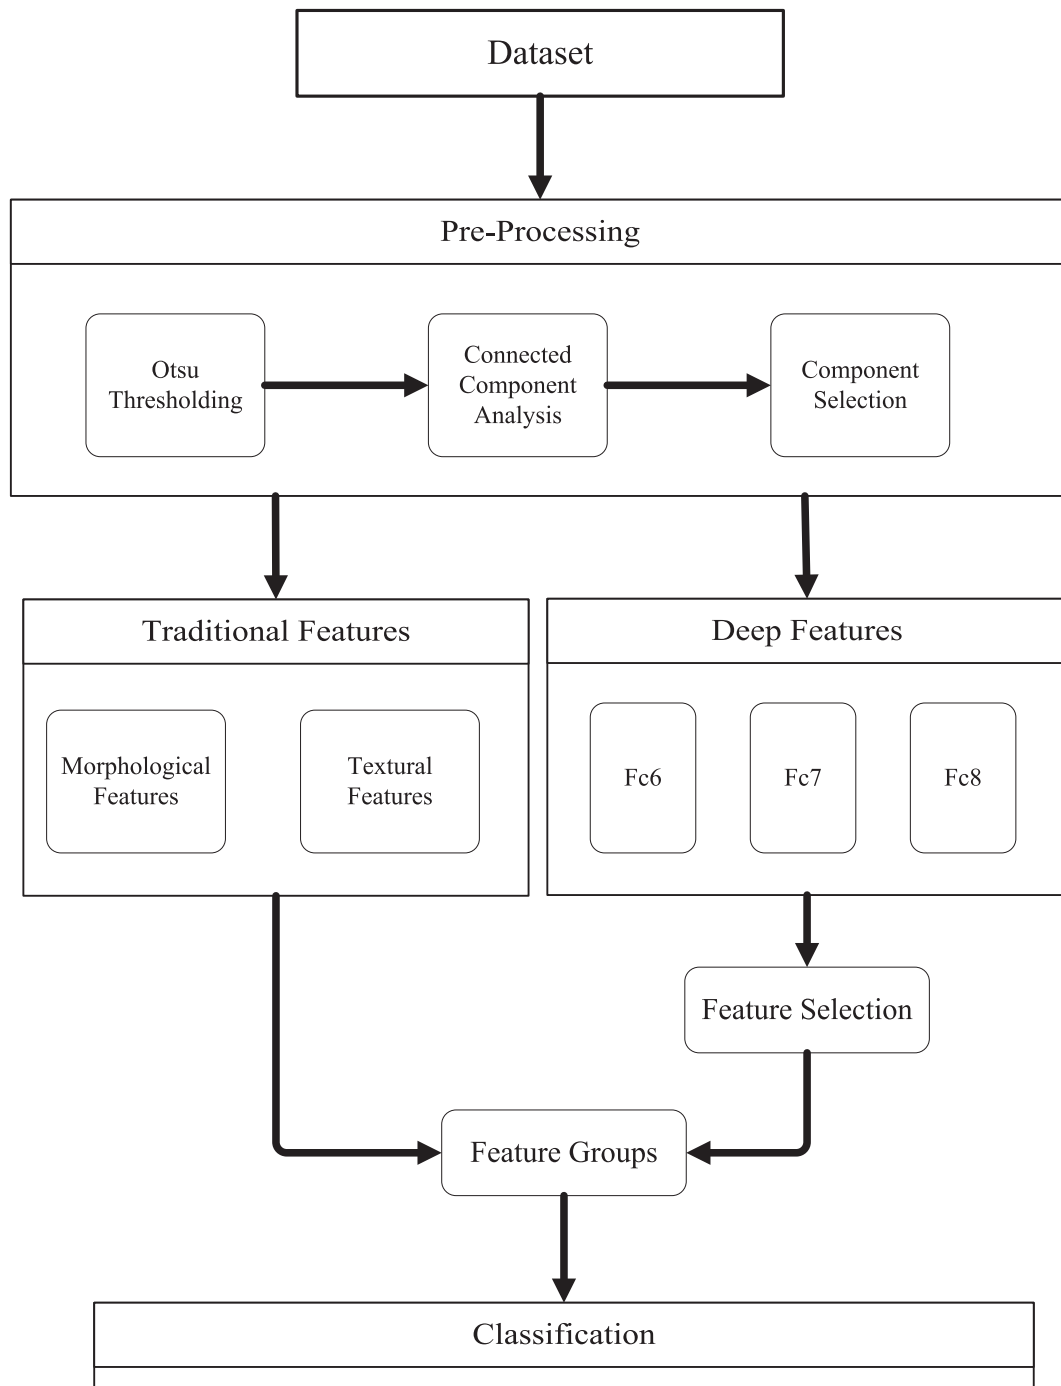 Dataset
Pre-Processing
Otsu
Thresholding
Connected
Component
Analysis
Component
Selection
Traditional Features
Deep Features
Morphological
Features
Textural
Features
Fc6
Fc7
Fc8
Feature Selection
Feature Groups
Classification